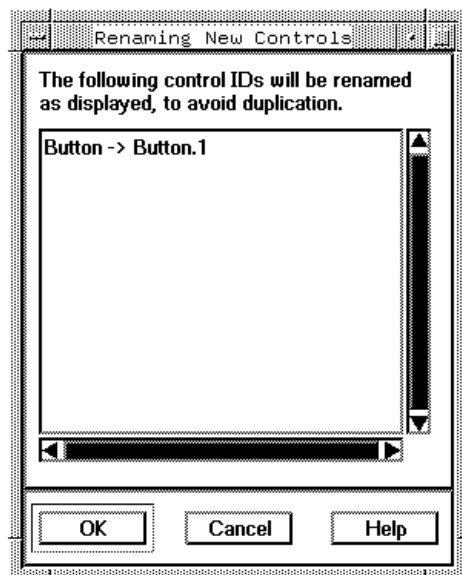 Renaming New Controls
The following control IDs will be renamed
as displayed, to avoid duplication.
Button -> Button.1
OK
Cancel
Help